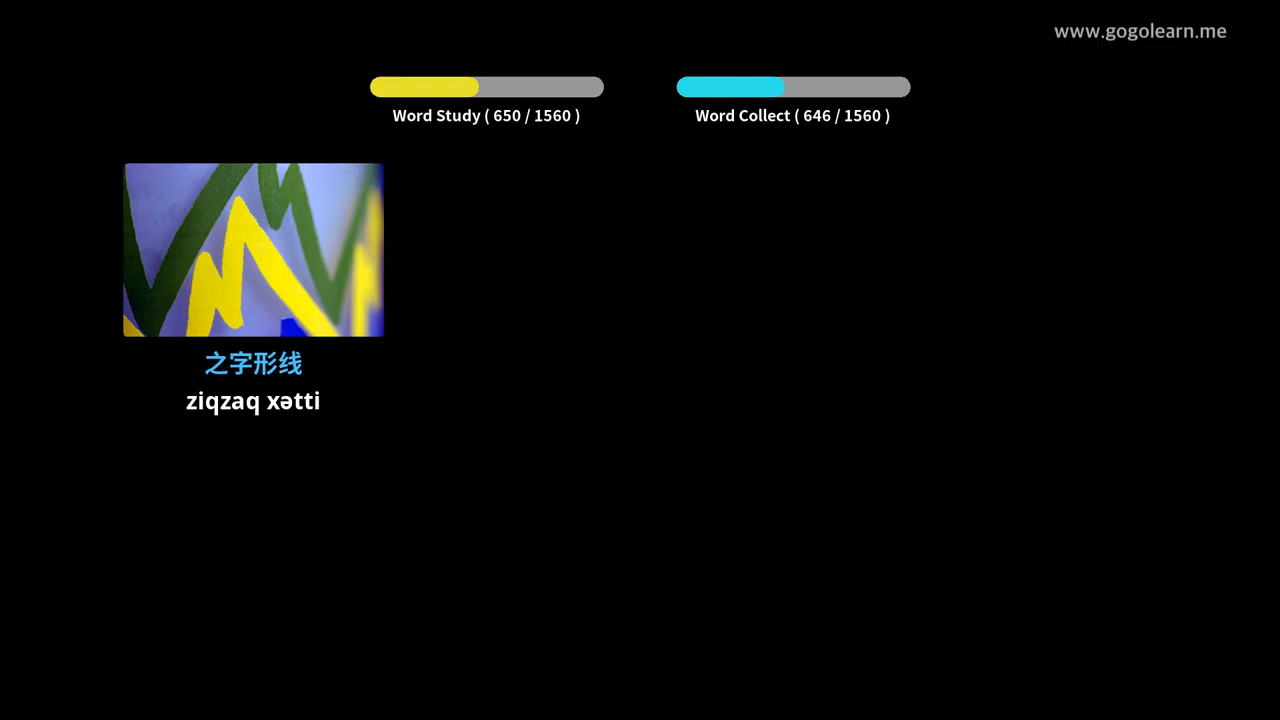 www.gogolearn.me
Word Study ( 650 / 1560 )
Word Collect ( 646 / 1560 )
之字形线
ziqzaq xətti